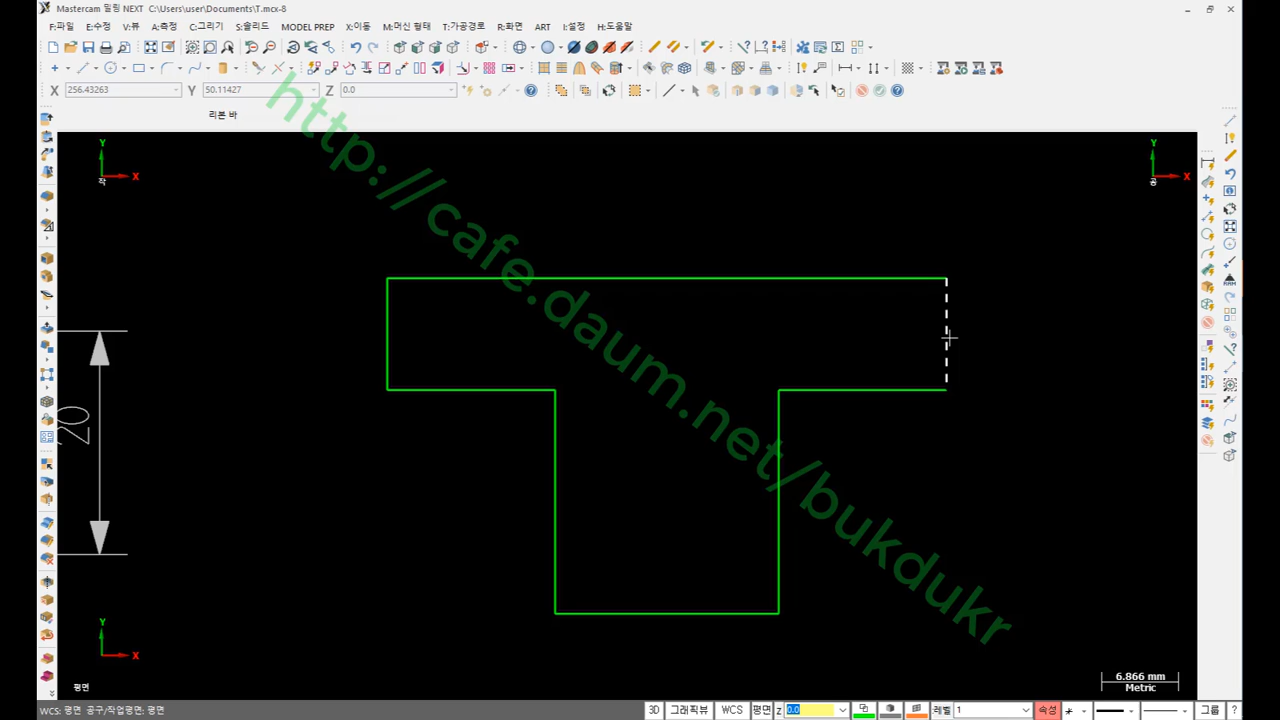 Mastercam 밀링 NEXT  C:\Users\user\Documents\T.mcx-8
F:파일 E:수정 V:뷰 A:측정 C:그리기 S:솔리드 MODEL PREP X:이동 M:머신 형태 T:가공경로 R:화면 ART I:설정 H:도움말
X 256.43263 Y 50.11427 Z 0.0
리본 바
http://cafe.daum.net/bukdukr
Y
X
작
Y
X
공
RAM
20
Y
X
평면
6.866 mm
Metric
WCS: 평면 공구/작업평면: 평면 3D 그래픽뷰 WCS 평면 Z 0.0 레벨 1 속성 그룹 ?